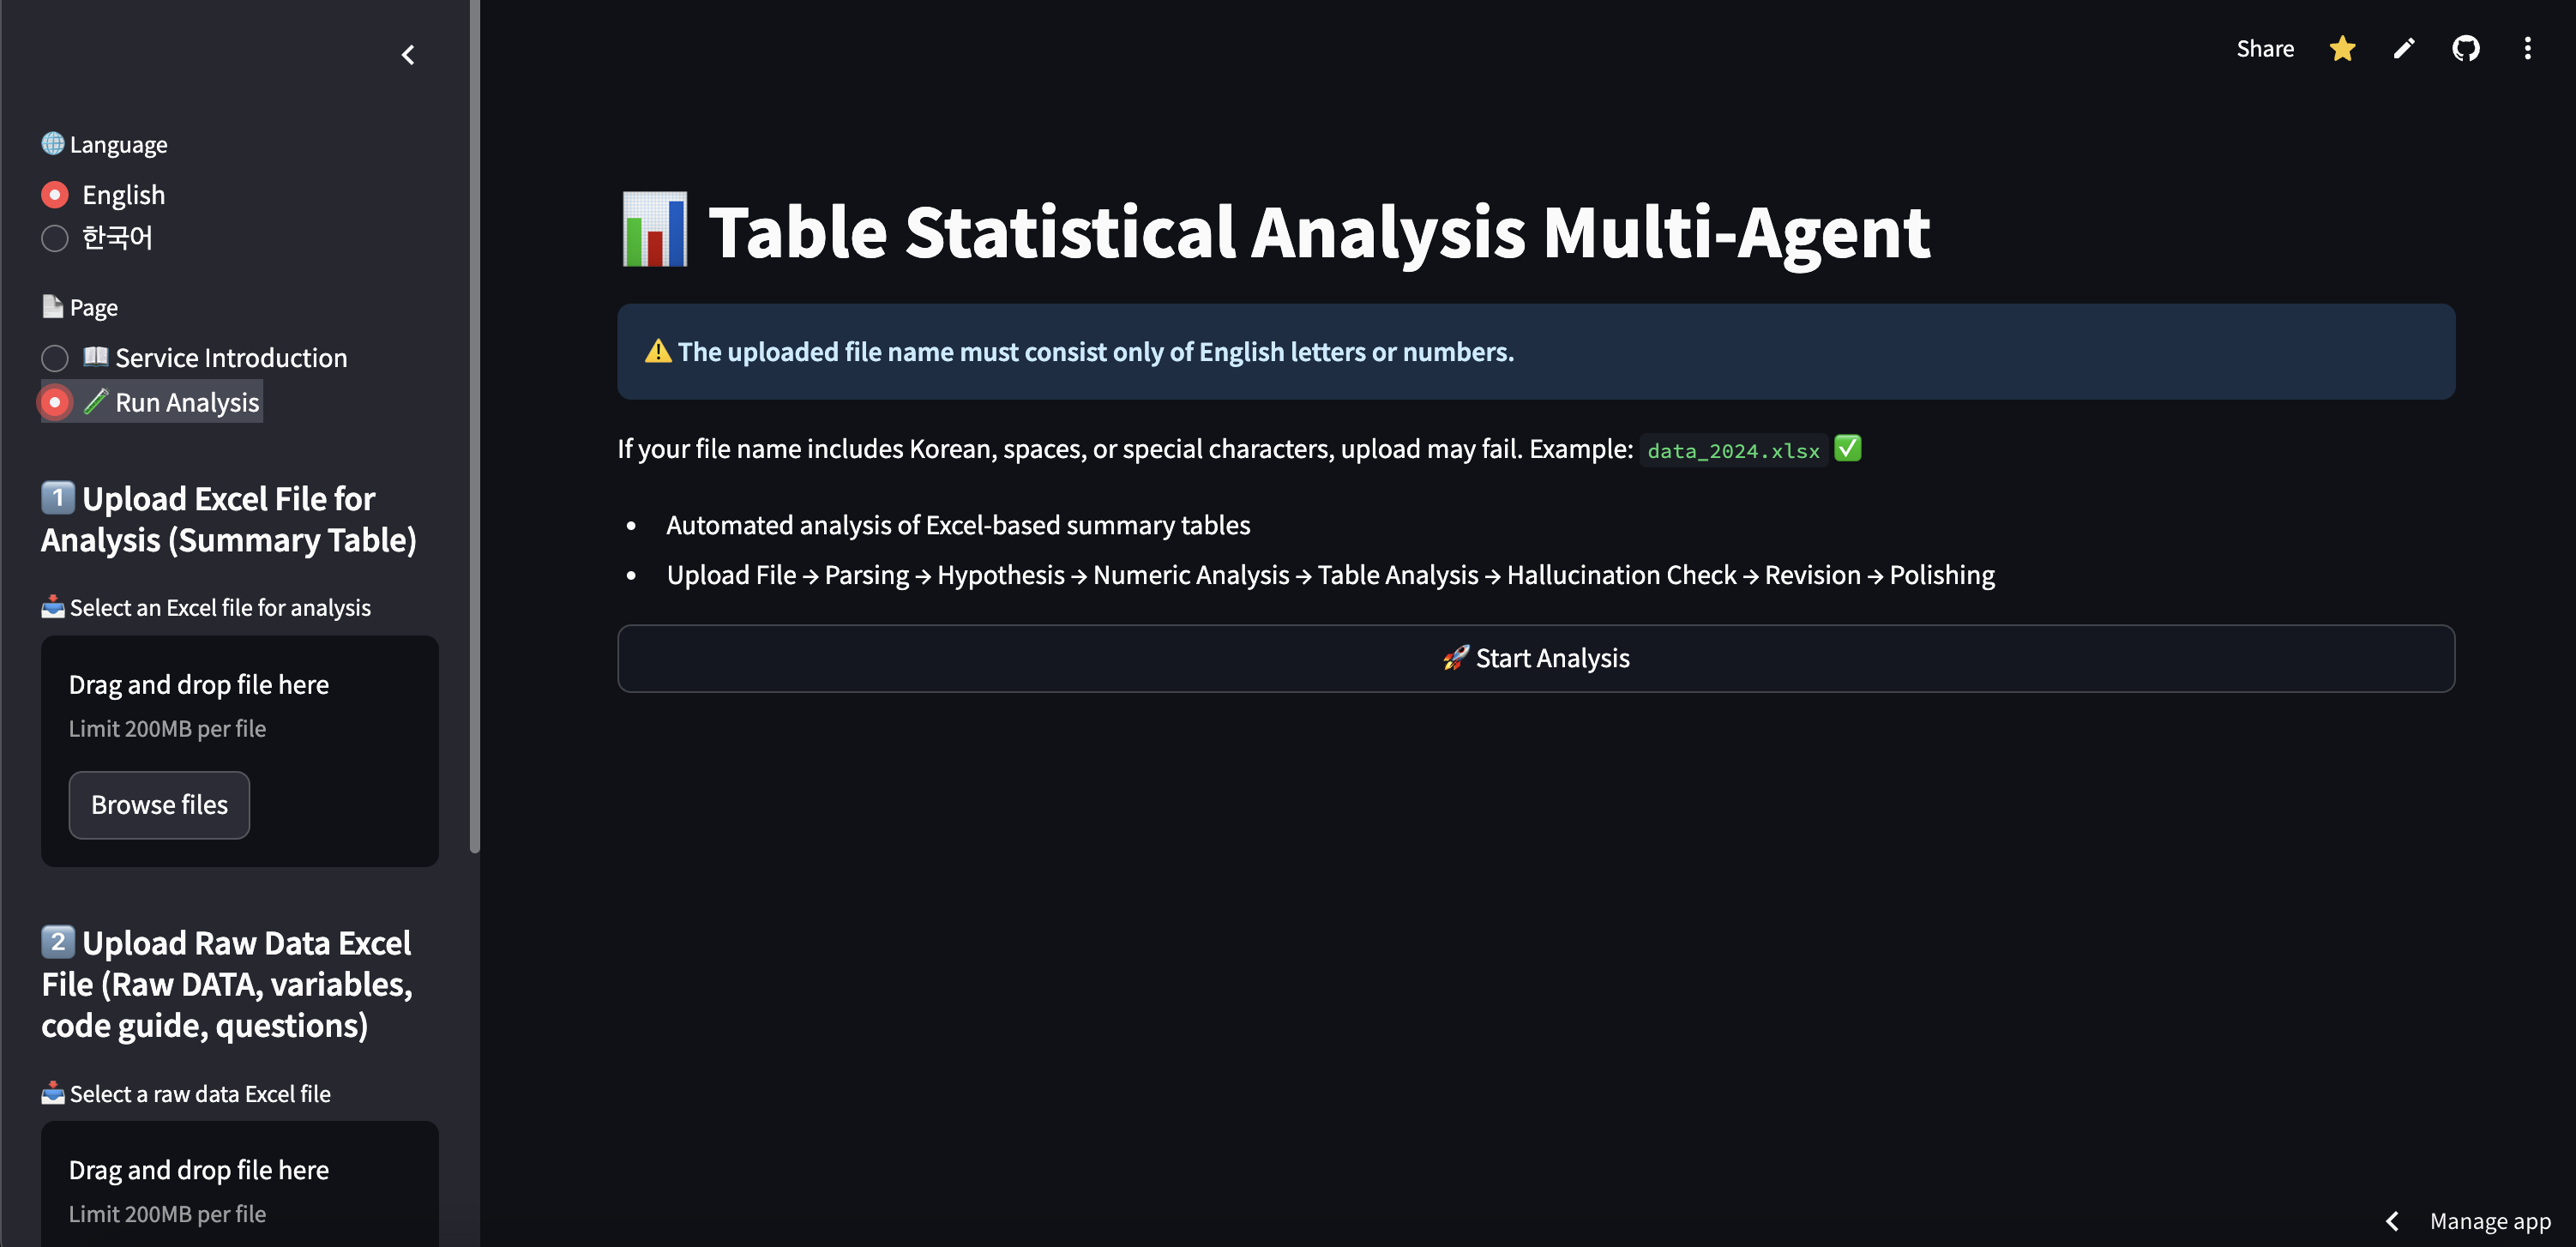 Share
🌐 Language
English
한국어
📄 Page
📖 Service Introduction
🧪 Run Analysis
1️⃣ Upload Excel File for
Analysis (Summary Table)
📥 Select an Excel file for analysis
Drag and drop file here
Limit 200MB per file
Browse files
2️⃣ Upload Raw Data Excel
File (Raw DATA, variables,
code guide, questions)
📥 Select a raw data Excel file
Drag and drop file here
Limit 200MB per file
📊 Table Statistical Analysis Multi-Agent
⚠️ The uploaded file name must consist only of English letters or numbers.
If your file name includes Korean, spaces, or special characters, upload may fail. Example: data_2024.xlsx ✅
• Automated analysis of Excel-based summary tables
• Upload File → Parsing → Hypothesis → Numeric Analysis → Table Analysis → Hallucination Check → Revision → Polishing
🚀 Start Analysis
Manage app